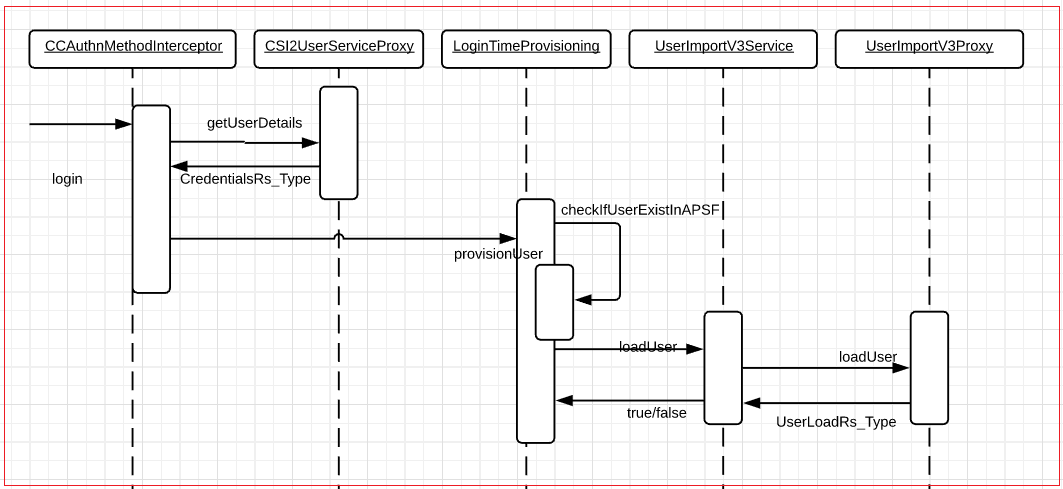 CCAuthnMethodInterceptor
CSI2UserServiceProxy
LoginTimeProvisioning
UserImportV3Service
UserImportV3Proxy
getUserDetails
login
CredentialsRs_Type
checkIfUserExistInAPSF
provisionUser
loadUser
loadUser
true/false
UserLoadRs_Type